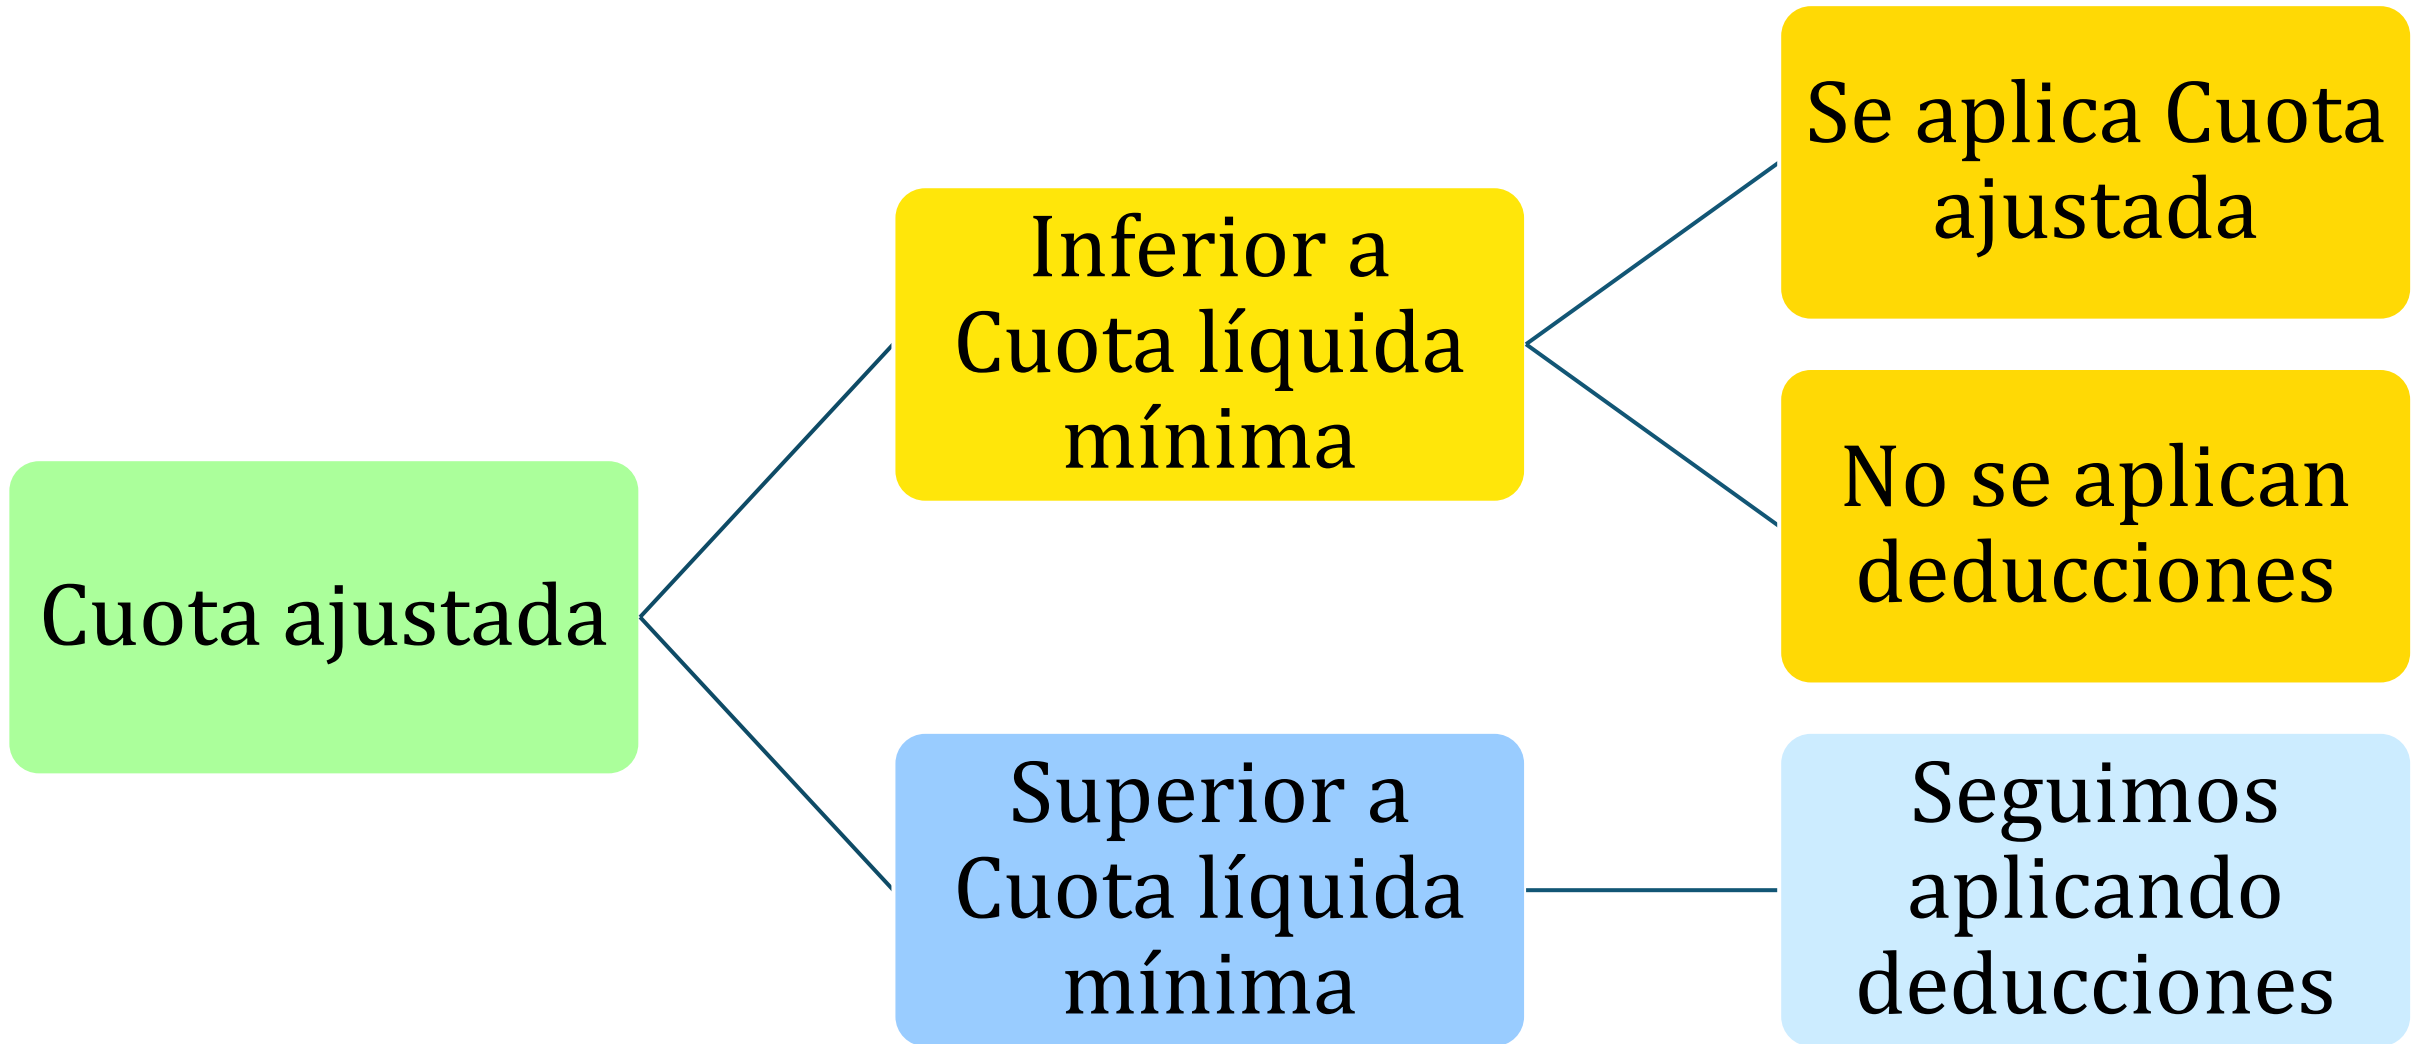 Cuota ajustada
Inferior a
Cuota líquida
mínima
Se aplica Cuota
ajustada
No se aplican
deducciones
Superior a
Cuota líquida
mínima
Seguimos
aplicando
deducciones